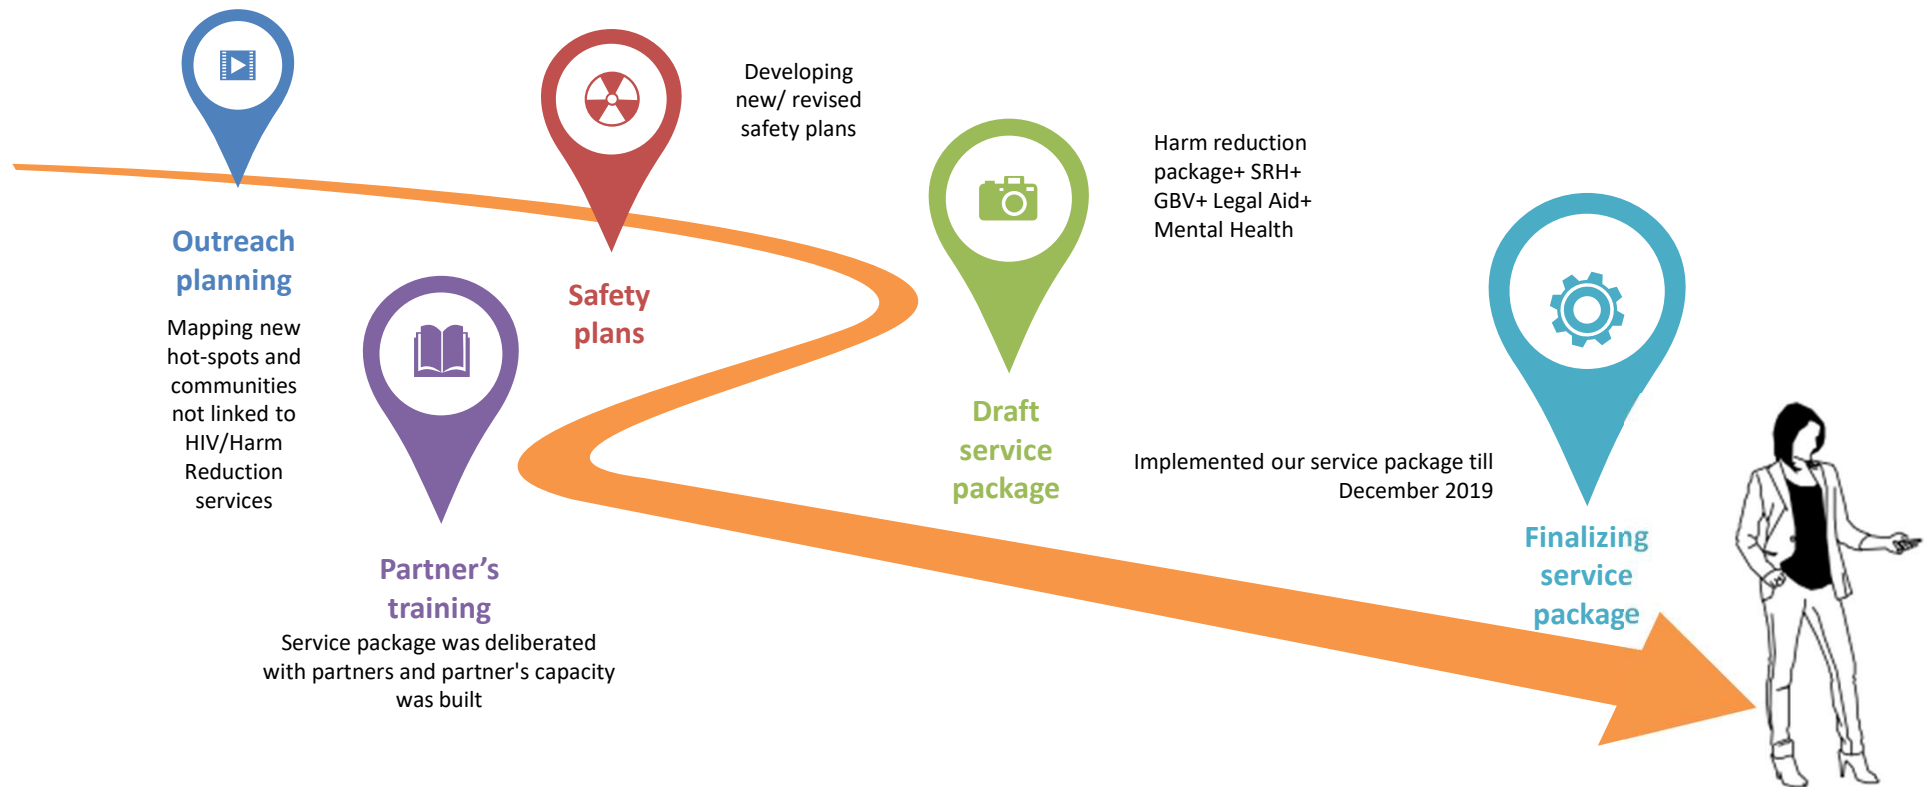 Outreach
planning
Mapping new
hot-spots and
communities
not linked to
HIV/Harm
Reduction
services
Safety
plans
Developing
new/ revised
safety plans
Draft
service
package
Harm reduction
package+ SRH+
GBV+ Legal Aid+
Mental Health
Partner’s
training
Service package was deliberated
with partners and partner's capacity
was built
Finalizing
service
package
Implemented our service package till
December 2019